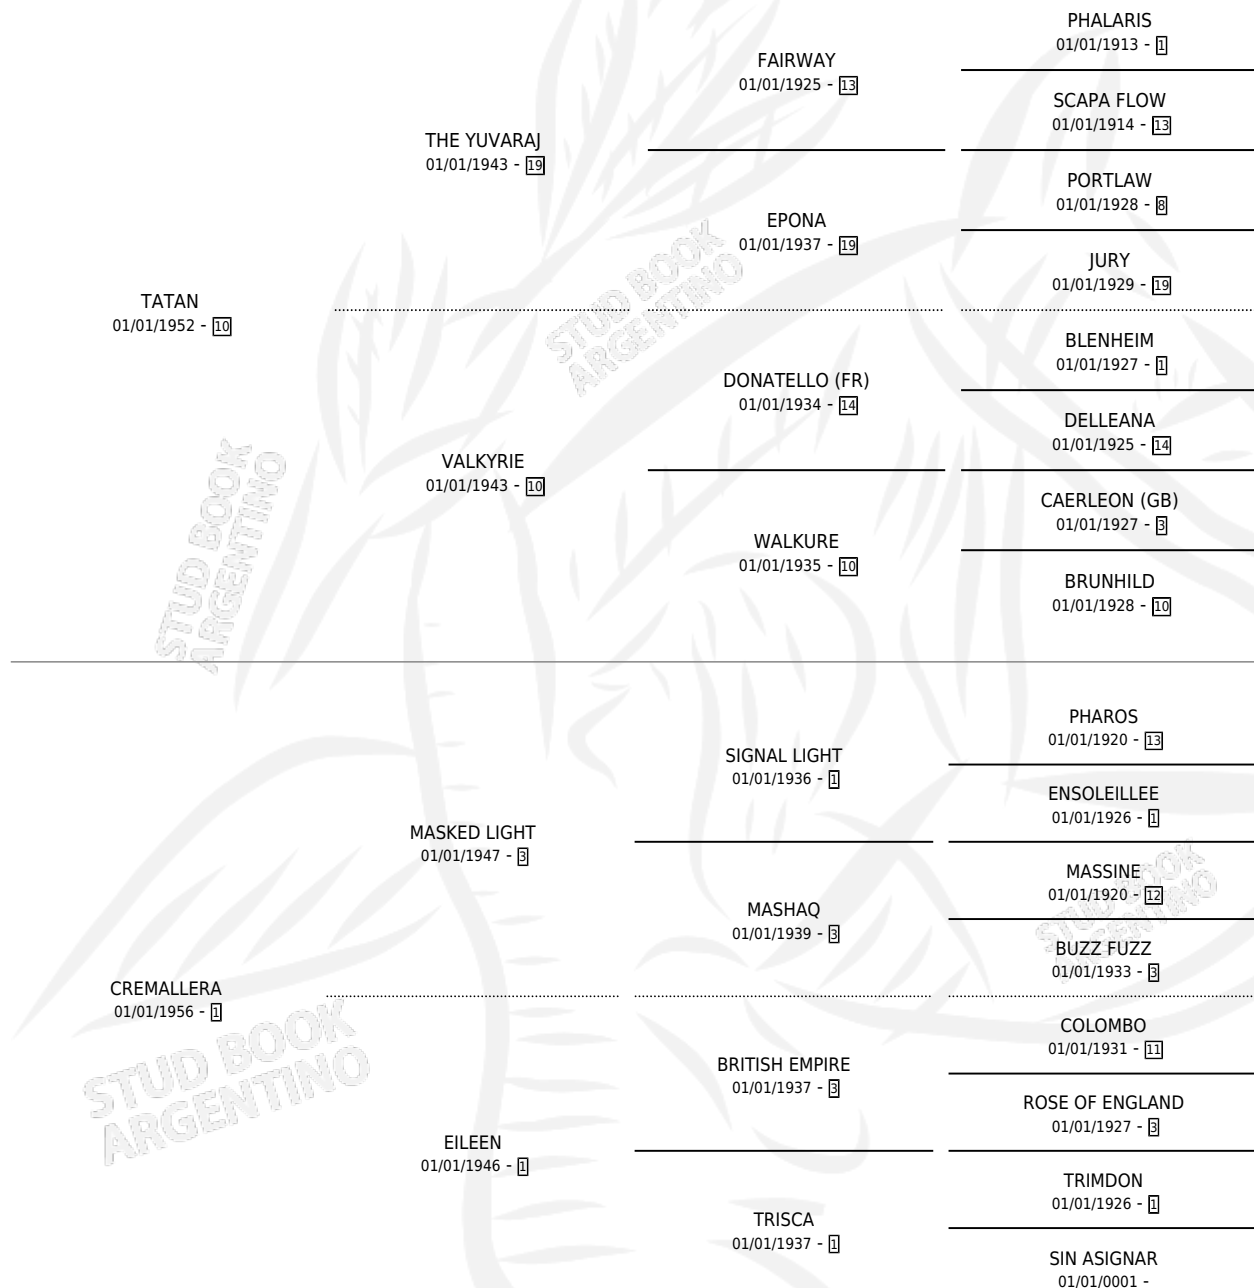 PHALARIS
01/01/1913 - 1
FAIRWAY
01/01/1925 - 13
SCAPA FLOW
01/01/1914 - 13
THE YUVARAJ
01/01/1943 - 19
PORTLAW
01/01/1928 - 8
EPONA
01/01/1937 - 19
JURY
01/01/1929 - 19
TATAN
01/01/1952 - 10
BLENHEIM
01/01/1927 - 1
DONATELLO (FR)
01/01/1934 - 14
DELLEANA
01/01/1925 - 14
VALKYRIE
01/01/1943 - 10
CAERLEON (GB)
01/01/1927 - 3
WALKURE
01/01/1935 - 10
BRUNHILD
01/01/1928 - 10
PHAROS
01/01/1920 - 13
SIGNAL LIGHT
01/01/1936 - 1
ENSOLEILLEE
01/01/1926 - 1
MASKED LIGHT
01/01/1947 - 3
MASSINE
01/01/1920 - 12
MASHAQ
01/01/1939 - 3
BUZZ FUZZ
01/01/1933 - 3
CREMALLERA
01/01/1956 - 1
COLOMBO
01/01/1931 - 11
BRITISH EMPIRE
01/01/1937 - 3
ROSE OF ENGLAND
01/01/1927 - 3
EILEEN
01/01/1946 - 1
TRIMDON
01/01/1926 - 1
TRISCA
01/01/1937 - 1
SIN ASIGNAR
01/01/0001 -
STUD BOOK
ARGENTINO
STUD BOOK
ARGENTINO
STUD BOOK
ARGENTINO
STUD BOOK
ARGENTINO